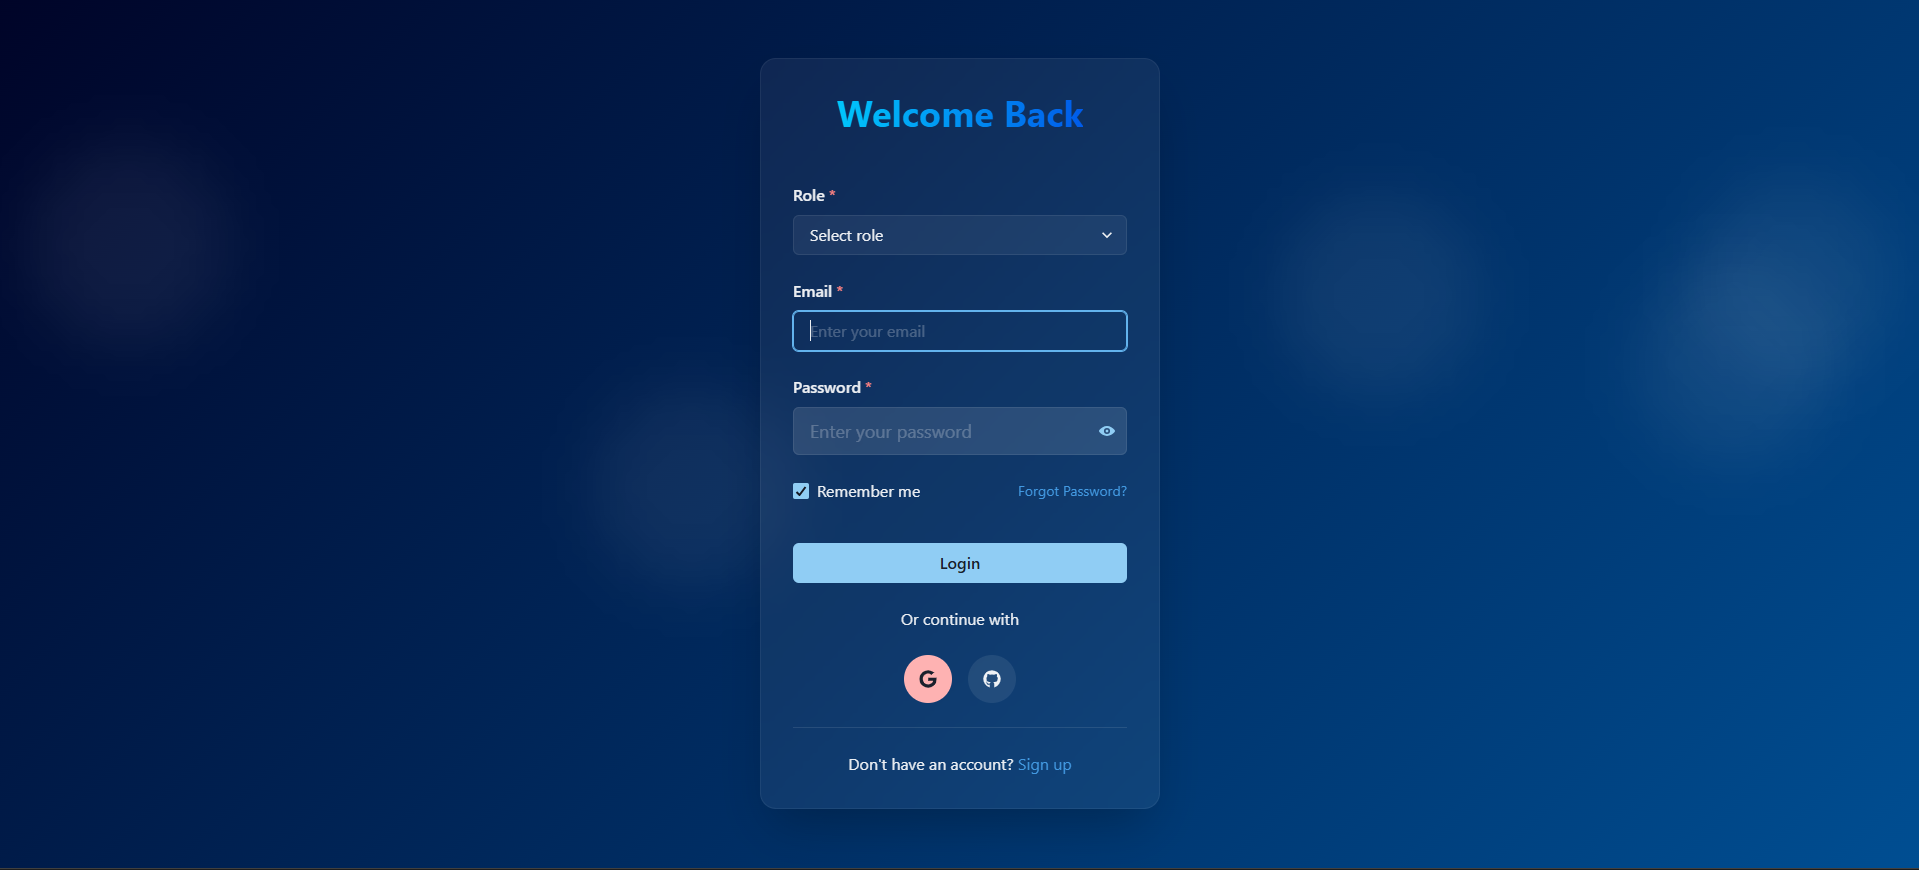 Welcome Back
Role *
Select role
Email *
Enter your email
Password *
Enter your password
Remember me Forgot Password?
Login
Or continue with
G
Don't have an account? Sign up